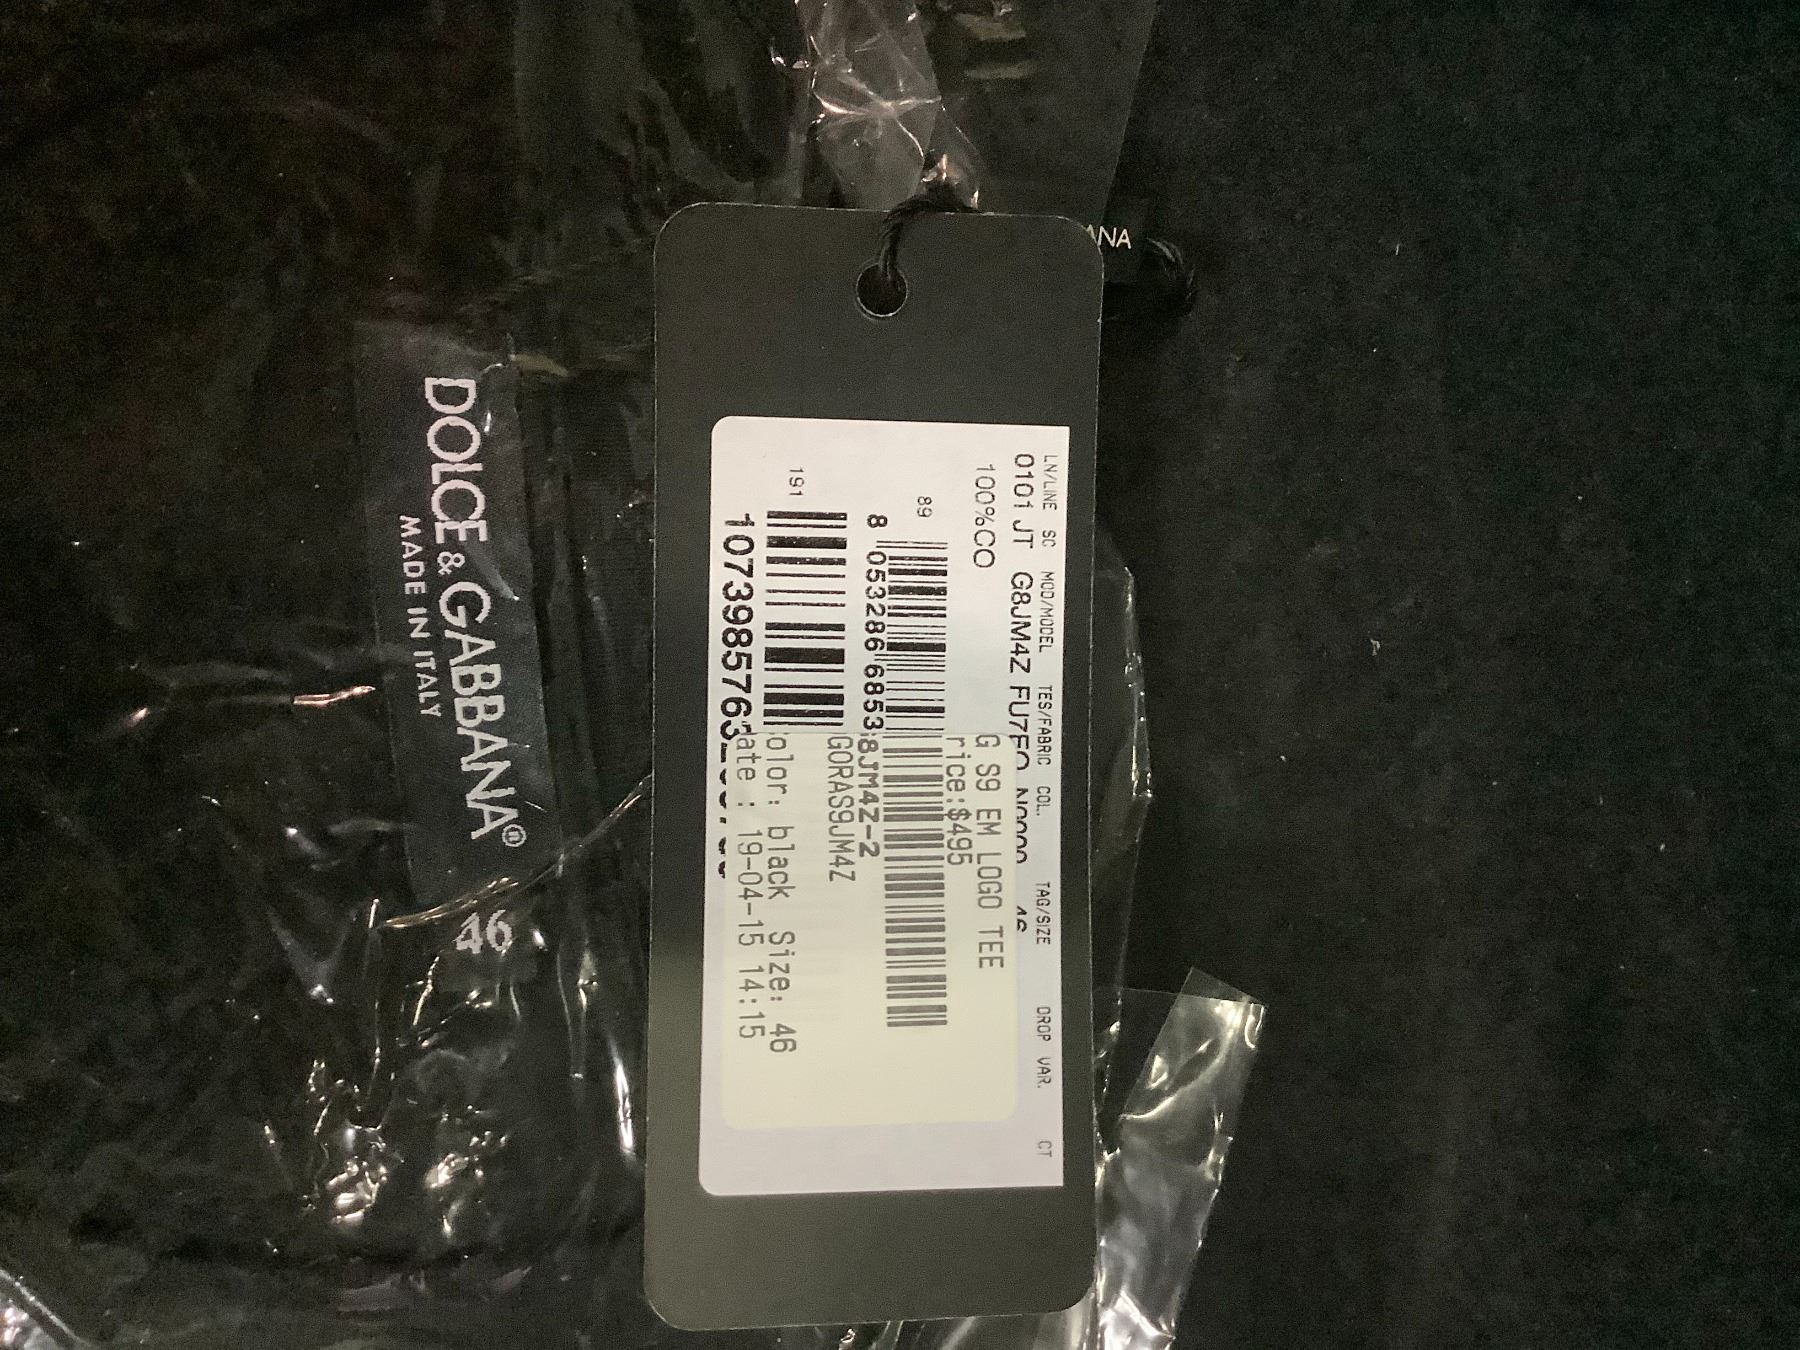 ANA
DOLCE & GABBANA®
MADE IN ITALY
46
LN/LINE SC MOD/MODEL TES/FABRIC COL. TAG/SIZE DROP VAR. CT
0101 JT G8JM4Z
100%CO
89
8 053286 6853
191
1073985763
G S9 EM LOGO TEE
rice:$495
8JM4Z-2
GORAS9JM4Z
olor: black Size: 46
ate : 19-04-15 14:15